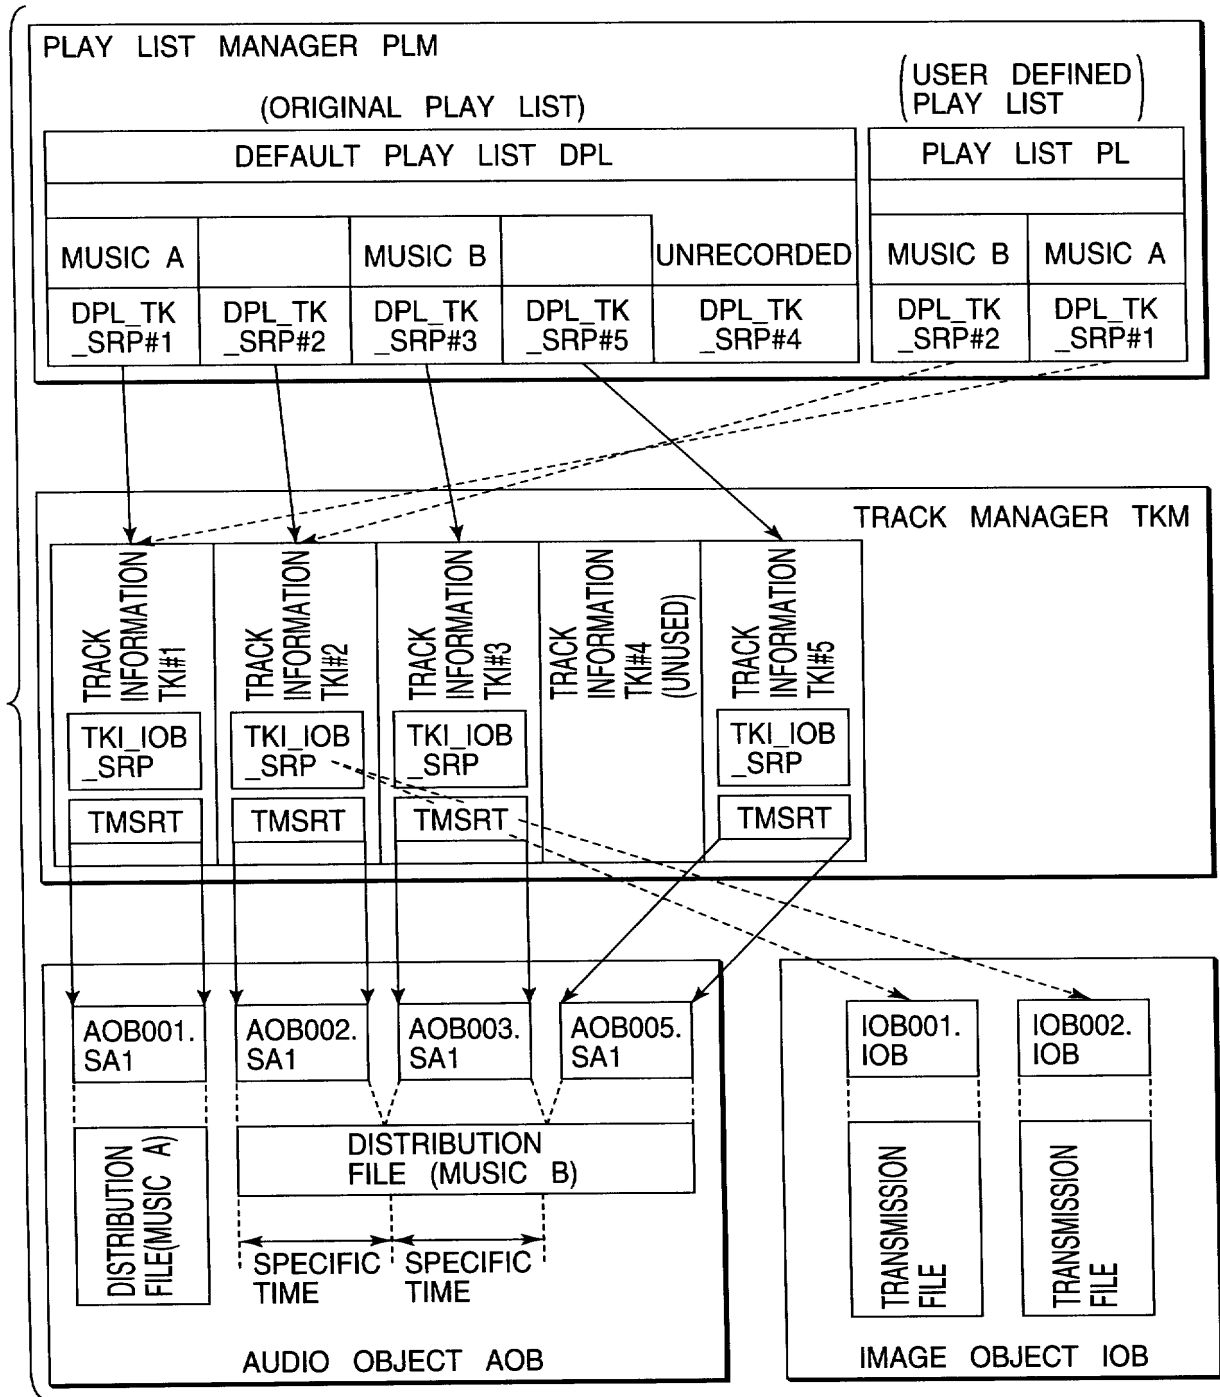 PLAY LIST MANAGER PLM
(ORIGINAL PLAY LIST)
(USER DEFINED
PLAY LIST)
DEFAULT PLAY LIST DPL
PLAY LIST PL
MUSIC A
MUSIC B
UNRECORDED
MUSIC B
MUSIC A
DPL_TK
_SRP#1
DPL_TK
_SRP#2
DPL_TK
_SRP#3
DPL_TK
_SRP#5
DPL_TK
_SRP#4
DPL_TK
_SRP#2
DPL_TK
_SRP#1
TRACK MANAGER TKM
TRACK
INFORMATION
TKI#1
TRACK
INFORMATION
TKI#2
TRACK
INFORMATION
TKI#3
TRACK
INFORMATION
TKI#4
(UNUSED)
TRACK
INFORMATION
TKI#5
TKI_IOB
_SRP
TKI_IOB
_SRP
TKI_IOB
_SRP
TKI_IOB
_SRP
TMSRT
TMSRT
TMSRT
TMSRT
AOB001.
SA1
AOB002.
SA1
AOB003.
SA1
AOB005.
SA1
IOB001.
IOB
IOB002.
IOB
DISTRIBUTION
FILE(MUSIC A)
DISTRIBUTION
FILE (MUSIC B)
SPECIFIC
TIME
SPECIFIC
TIME
TRANSMISSION
FILE
TRANSMISSION
FILE
AUDIO OBJECT AOB
IMAGE OBJECT IOB